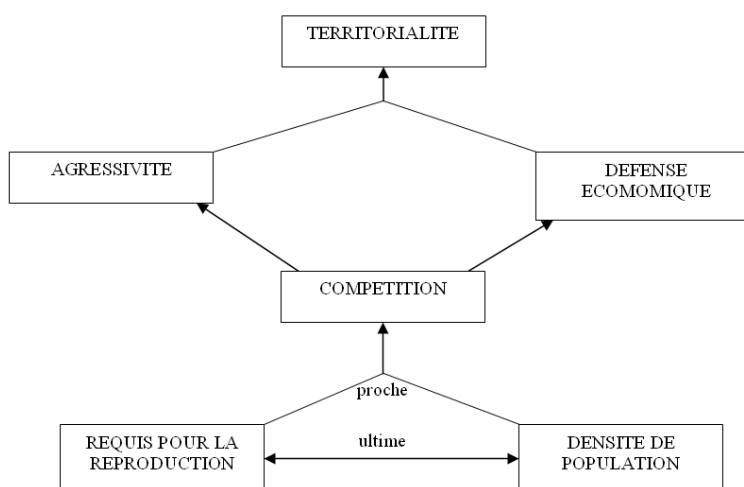 TERRITORIALITE
AGRESSIVITE
DEFENSE
ECOMOMIQUE
COMPETITION
proche
REQUIS POUR LA
REPRODUCTION
ultime
DENSITE DE
POPULATION